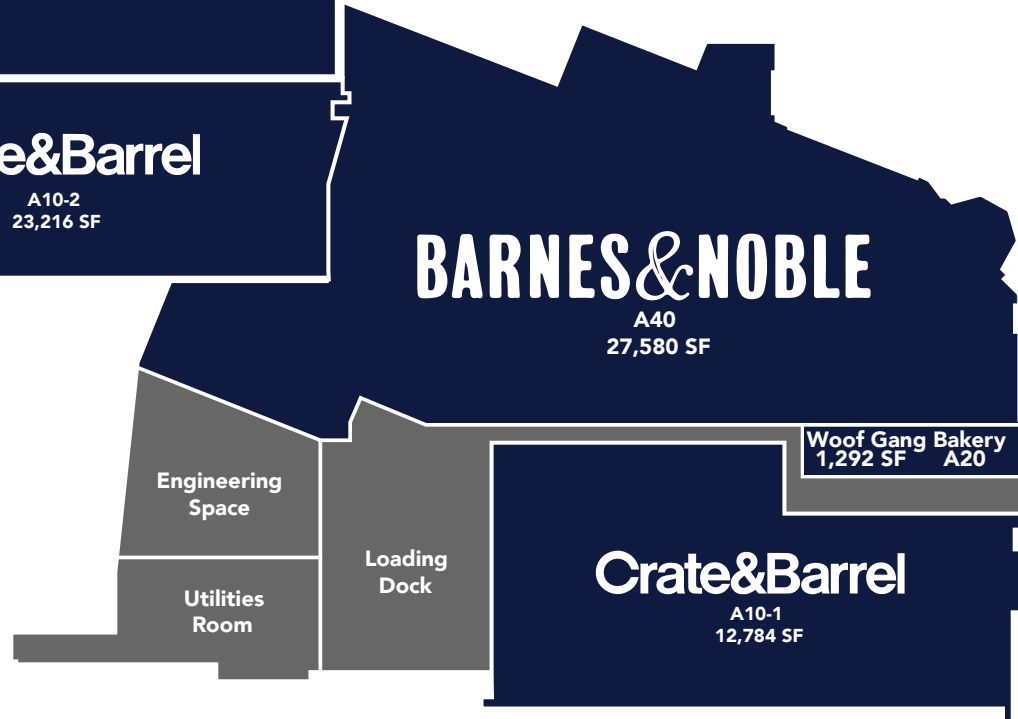 e&Barrel
A10-2
23,216 SF
BARNES&NOBLE
A40
27,580 SF
Woof Gang Bakery
1,292 SF A20
Engineering
Space
Loading
Dock
Crate&Barrel
A10-1
12,784 SF
Utilities
Room